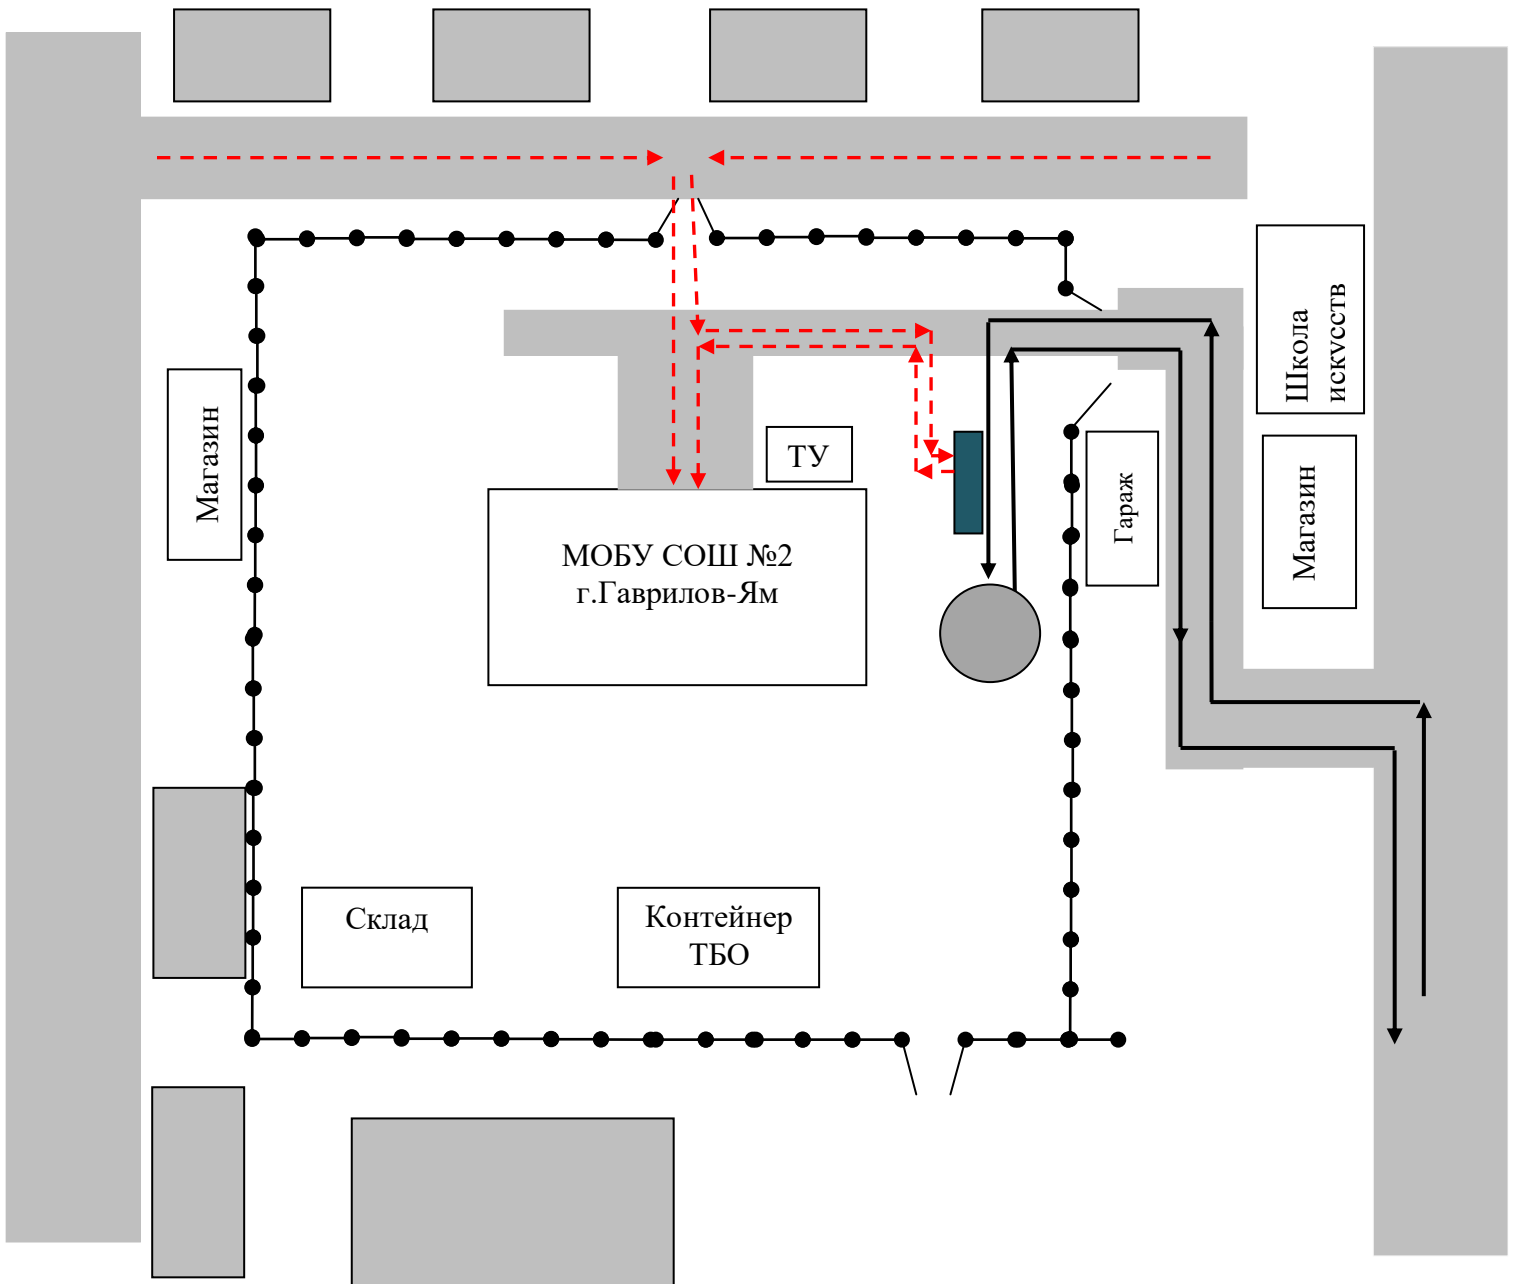 Школа
искусств
Магазин
ТУ
Магазин
Гараж
МОБУ СОШ №2
г.Гаврилов-Ям
Склад
Контейнер
ТБО